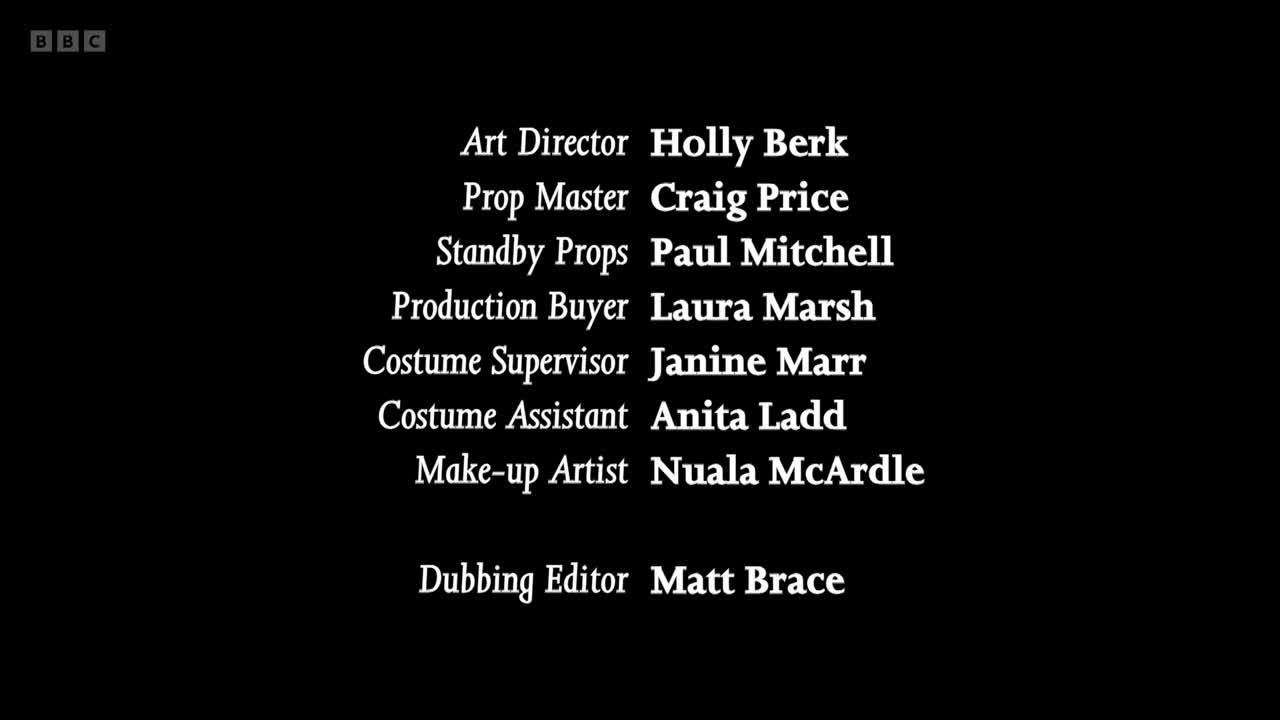 BBC
Art Director Holly Berk
Prop Master Craig Price
Standby Props Paul Mitchell
Production Buyer Laura Marsh
Costume Supervisor Janine Marr
Costume Assistant Anita Ladd
Make-up Artist Nuala McArdle
Dubbing Editor Matt Brace